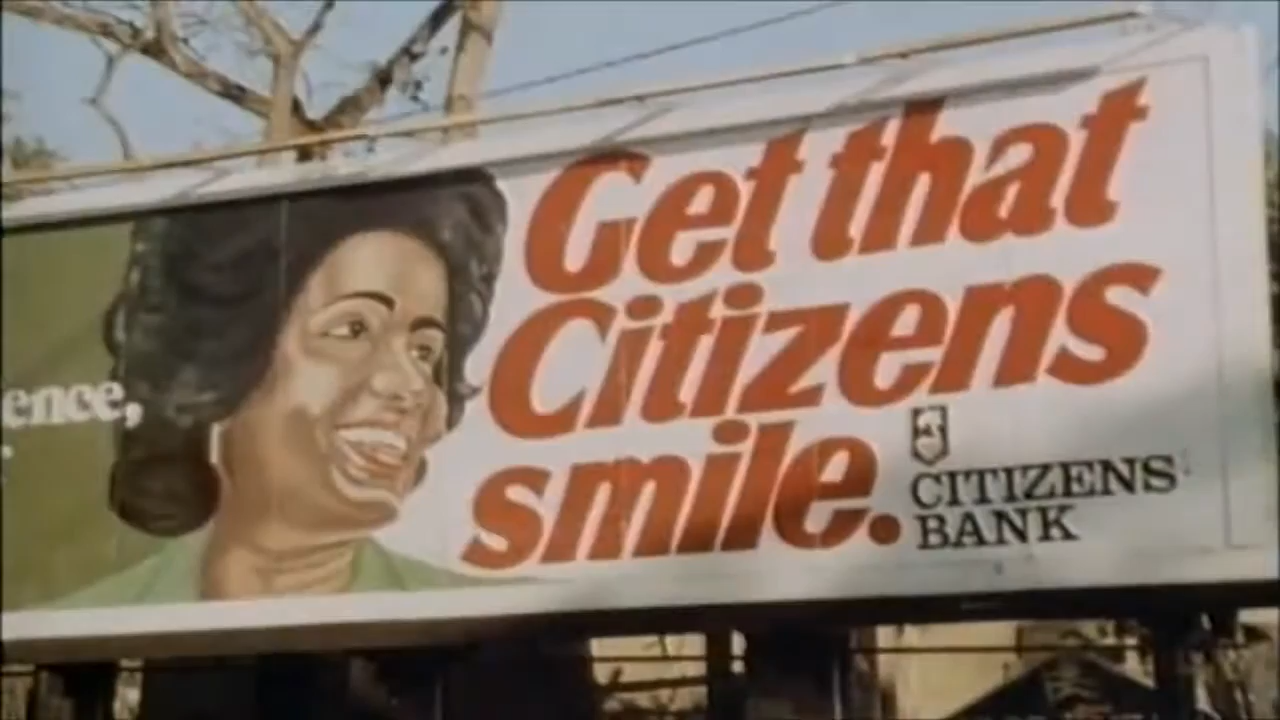 ence,
Get that
Citizens
smile.
CITIZENS
BANK